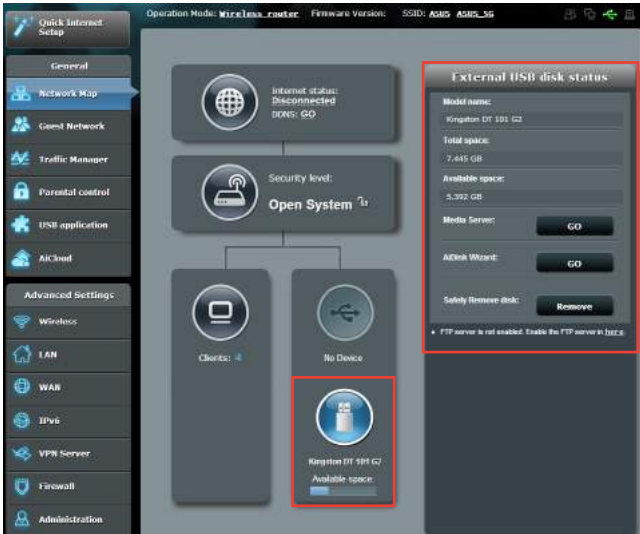 Quick Internet
Setup
Operation Mode: Wireless router Firmware Version: SSID: ASUS ASUS_5G
General
Network Map
Guest Network
Traffic Manager
Parental control
USB application
AiCloud
Advanced Settings
Wireless
LAN
WAN
IPv6
VPN Server
Firewall
Administration
Internet status:
Disconnected
DDNS: GO
Security level:
Open System
Clients: 4
No Device
Kingston DT 101 G2
Available space:
External USB disk status
Model name:
Kingston DT 101 G2
Total space:
7.445 GB
Available space:
5.392 GB
Media Server:
GO
AiDisk Wizard:
GO
Safely Remove disk:
Remove
FTP server is not enabled. Enable the FTP server in here.